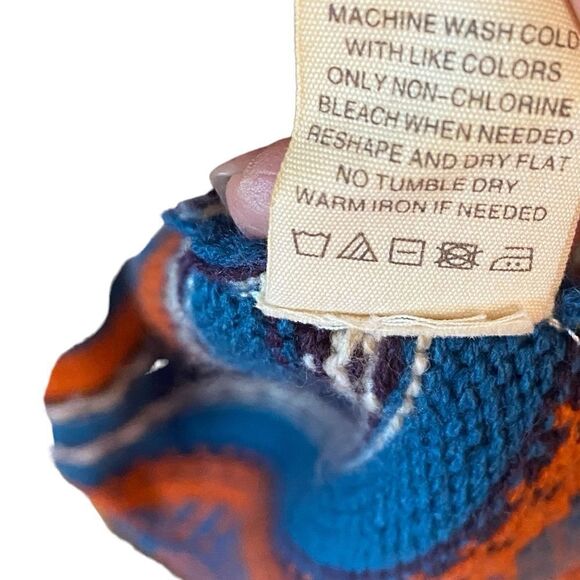 MACHINE WASH COLD
WITH LIKE COLORS
ONLY NON-CHLORINE
BLEACH WHEN NEEDED
RESHAPE AND DRY FLAT
NO TUMBLE DRY
WARM IRON IF NEEDED